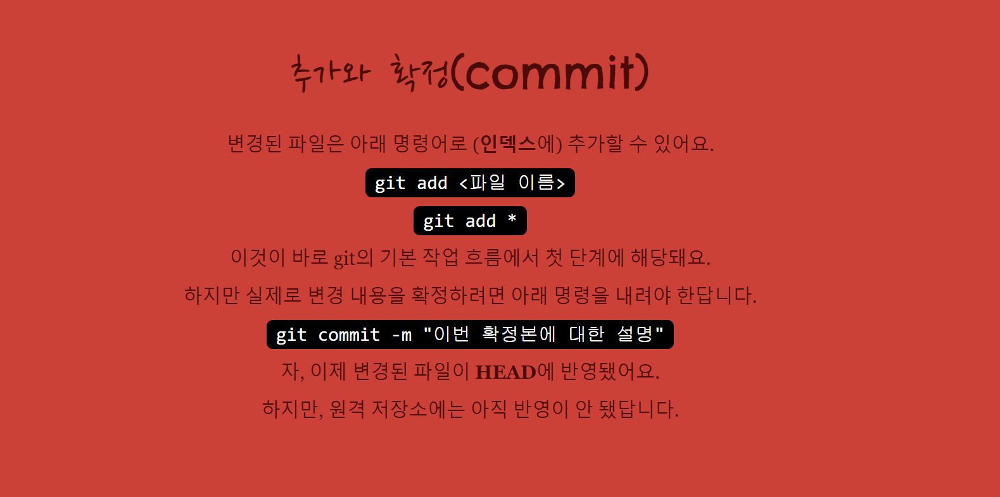 추가와 확정(commit)
변경된 파일은 아래 명령어로 (인덱스에) 추가할 수 있어요.
git add <파일 이름>
git add *
이것이 바로 git의 기본 작업 흐름에서 첫 단계에 해당돼요.
하지만 실제로 변경 내용을 확정하려면 아래 명령을 내려야 한답니다.
git commit -m "이번 확정본에 대한 설명"
자, 이제 변경된 파일이 HEAD에 반영됐어요.
하지만, 원격 저장소에는 아직 반영이 안 됐답니다.